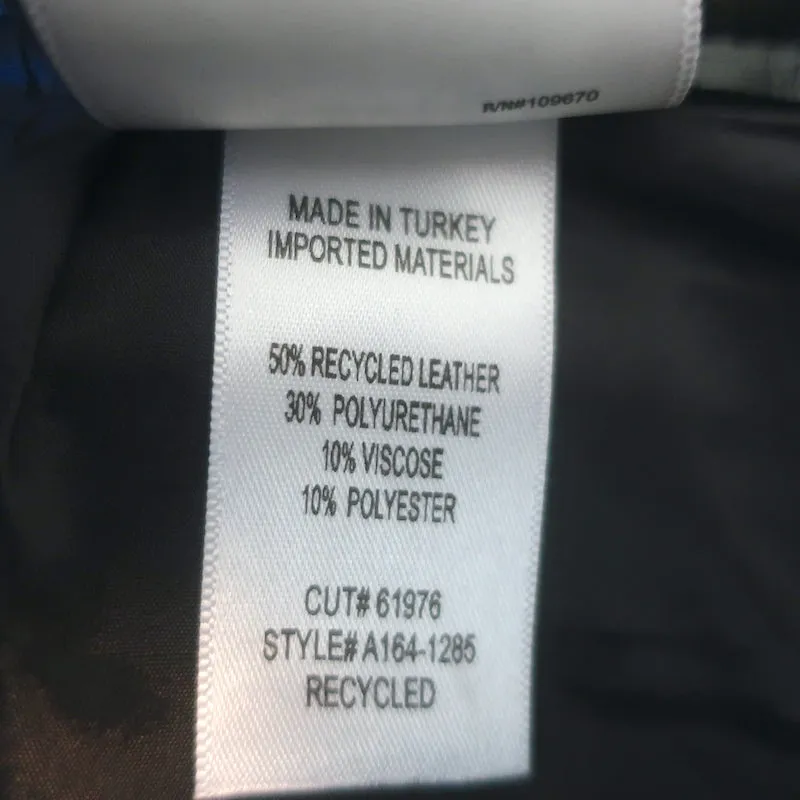 R/N#109670
MADE IN TURKEY
IMPORTED MATERIALS
50% RECYCLED LEATHER
30% POLYURETHANE
10% VISCOSE
10% POLYESTER
CUT# 61976
STYLE# A164-1285
RECYCLED